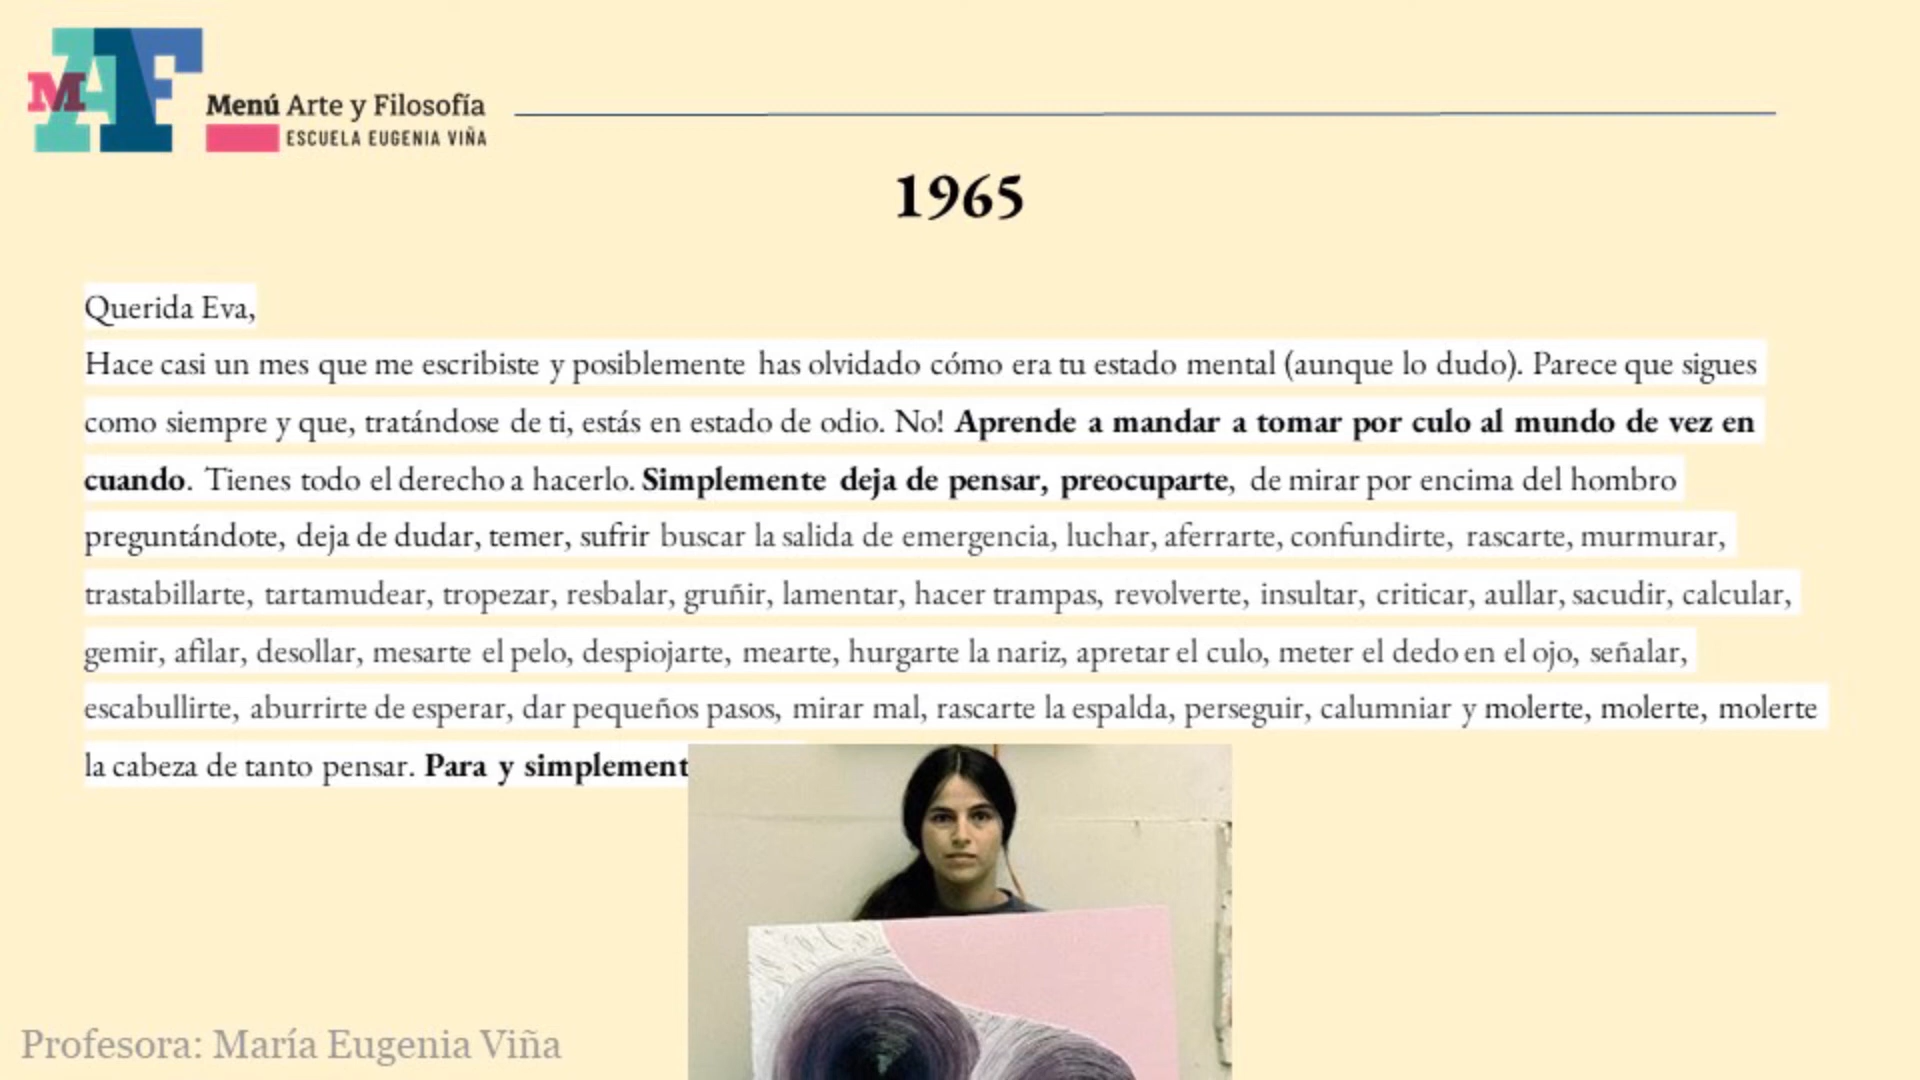 MAF
Menú Arte y Filosofía
ESCUELA EUGENIA VIÑA
1965
Querida Eva,
Hace casi un mes que me escribiste y posiblemente has olvidado cómo era tu estado mental (aunque lo dudo). Parece que sigues
como siempre y que, tratándose de ti, estás en estado de odio. No! Aprende a mandar a tomar por culo al mundo de vez en
cuando. Tienes todo el derecho a hacerlo. Simplemente deja de pensar, preocuparte, de mirar por encima del hombro
preguntándote, deja de dudar, temer, sufrir buscar la salida de emergencia, luchar, aferrarte, confundirte, rascarte, murmurar,
trastabillarte, tartamudear, tropezar, resbalar, gruñir, lamentar, hacer trampas, revolverte, insultar, criticar, aullar, sacudir, calcular,
gemir, afilar, desollar, mesarte el pelo, despiojarte, mearte, hurgarte la nariz, apretar el culo, meter el dedo en el ojo, señalar,
escabullirte, aburrirte de esperar, dar pequeños pasos, mirar mal, rascarte la espalda, perseguir, calumniar y molerte, molerte, molerte
la cabeza de tanto pensar. Para y simplement
Profesora: María Eugenia Viña